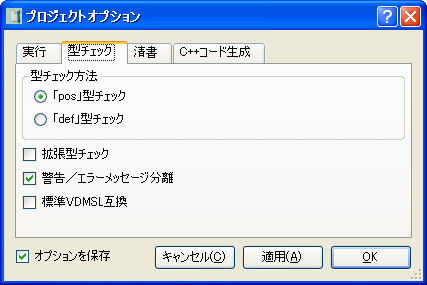 プロジェクトオプション
実行 型チェック 清書 C++コード生成
型チェック方法
「pos」型チェック
「def」型チェック
拡張型チェック
警告／エラーメッセージ分離
標準VDMSL互換
オプションを保存 キャンセル(C) 適用(A) OK